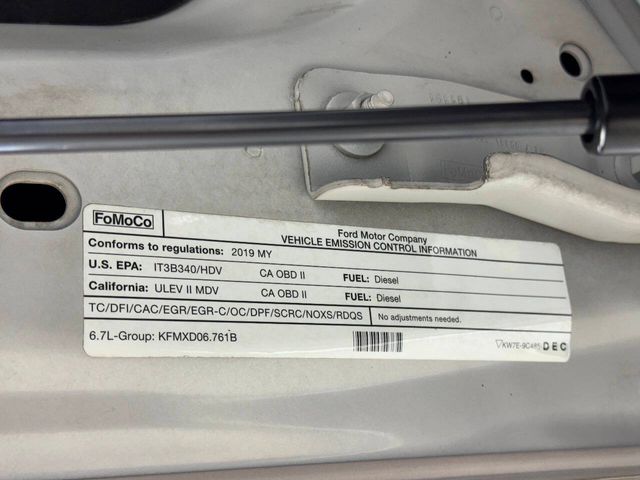 FoMoCo
Ford Motor Company
VEHICLE EMISSION CONTROL INFORMATION
Conforms to regulations: 2019 MY
U.S. EPA: IT3B340/HDV CA OBD II FUEL: Diesel
California: ULEV II MDV CA OBD II FUEL: Diesel
TC/DFI/CAC/EGR/EGR-C/OC/DPF/SCRC/NOXS/RDQS No adjustments needed.
6.7L-Group: KFMXD06.761B
KW7E-9C485 DEC